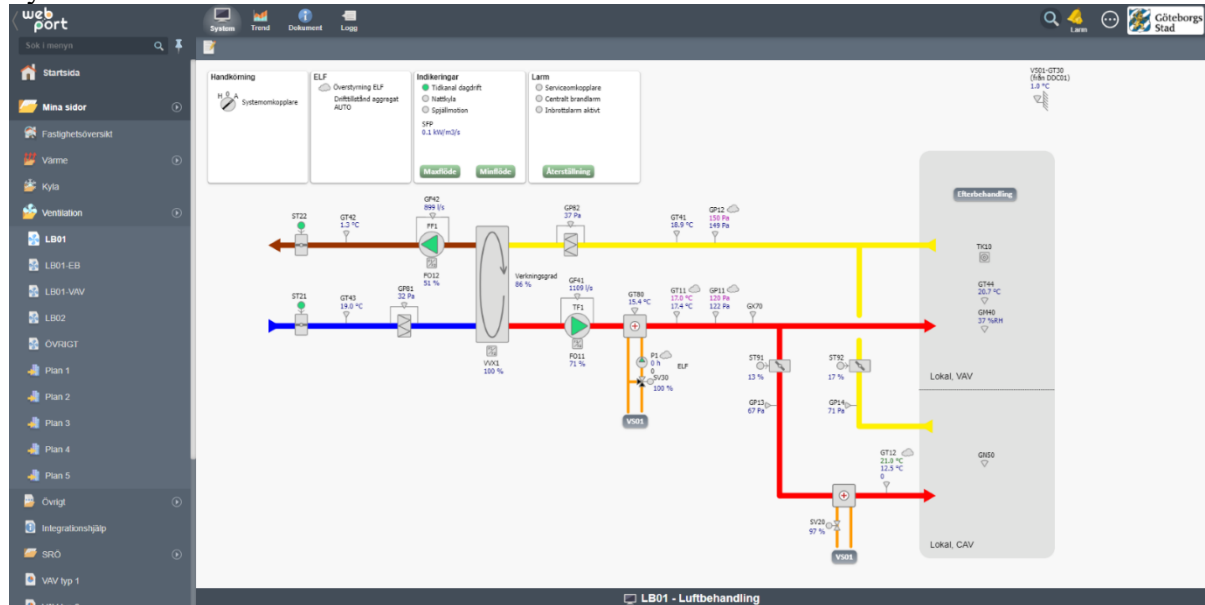 web
port
System
Trend
Dokument
Logg
Larm
Göteborgs
Stad
Sök i menyn
Startsida
Mina sidor
Fastighetsöversikt
Värme
Kyla
Ventilation
LB01
LB01-EB
LB01-VAV
LB02
ÖVRIGT
Plan 1
Plan 2
Plan 3
Plan 4
Plan 5
Övrigt
Integrationshjälp
SRÖ
VAV typ 1
Handkörning
H 0 A
Systemomkopplare
ELF
Överstyrning ELF
Drifttillstånd aggregat
AUTO
Indikeringar
Tidkanal dagdrift
Nattkyla
Spjällmotion
SFP
0.1 kW/m3/s
Maxflöde
Minflöde
Larm
Serviceomkopplare
Centralt brandlarm
Inbrottslarm aktivt
Återställning
VS01-GT30
(från DDC01)
1.0 °C
ST22
GT42
1.3 °C
GF42
899 l/s
FF1
FO12
51 %
GP82
37 Pa
GT41
18.9 °C
GP12
150 Pa
149 Pa
Efterbehandling
TK10
GT44
20.7 °C
GM40
37 %RH
ST21
GT43
19.0 °C
GP81
32 Pa
Verkningsgrad
86 %
VVX1
100 %
GF41
1109 l/s
TF1
FO11
71 %
GT80
15.4 °C
GT11
17.0 °C
17.4 °C
GP11
120 Pa
122 Pa
GX70
P1
0 h
0
ELF
SV30
100 %
VS01
ST91
13 %
ST92
17 %
GP13
67 Pa
GP14
71 Pa
Lokal, VAV
GT12
21.0 °C
12.5 °C
0
GN50
SV20
97 %
VS01
Lokal, CAV
LB01 - Luftbehandling